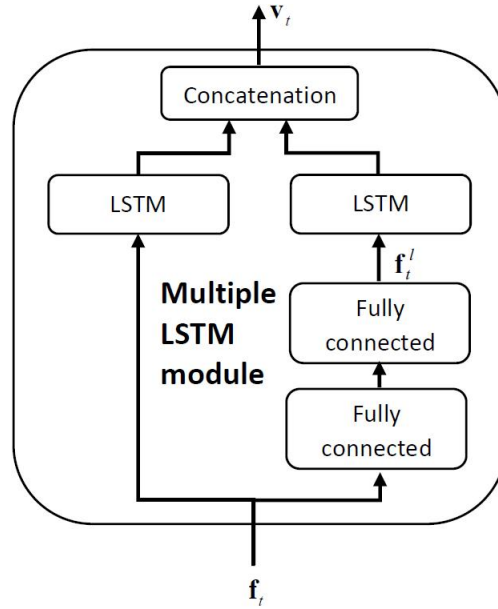 v_t
Concatenation
LSTM
LSTM
f_t^l
Multiple
LSTM
module
Fully
connected
Fully
connected
f_t